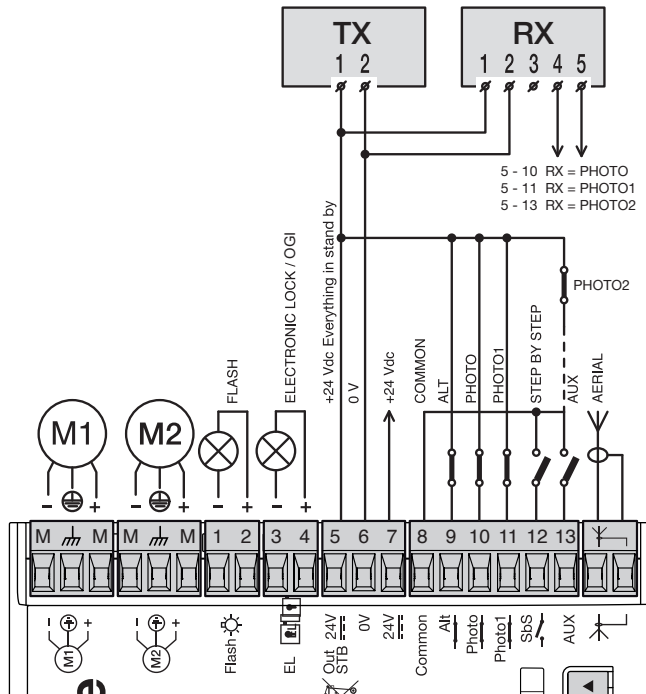 TX
1 2
RX
1 2 3 4 5
5 - 10 RX = PHOTO
5 - 11 RX = PHOTO1
5 - 13 RX = PHOTO2
PHOTO2
FLASH
ELECTRONIC LOCK / OGI
+24 Vdc Everything in stand by
0 V
+24 Vdc
COMMON
ALT
PHOTO
PHOTO1
STEP BY STEP
AUX
AERIAL
M1
M2
- +
- +
- +
- +
M M M M 1 2 3 4 5 6 7 8 9 10 11 12 13
- +
M1
- +
M2
Flash
EL
EL
Out 24V
STB
0V
24V
Common
Alt
Photo
Photo1
SbS
AUX
e